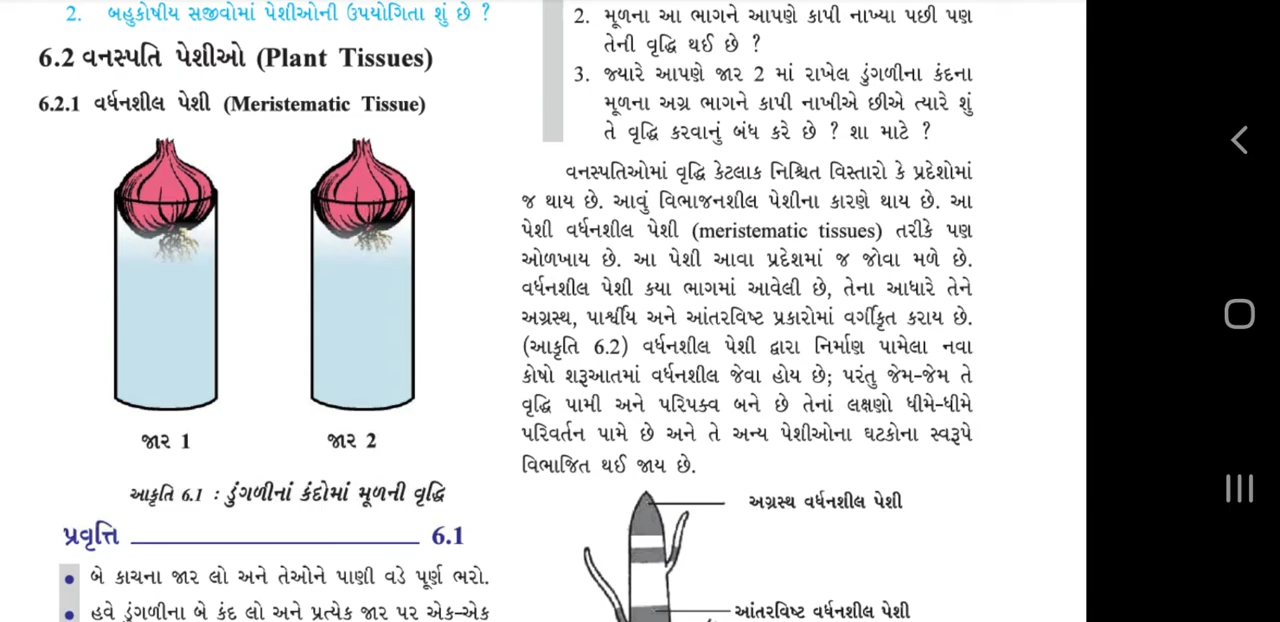 2. બહુકોષીય સજીવોમાં પેશીઓની ઉપયોગિતા શું છે ?
6.2 વનસ્પતિ પેશીઓ (Plant Tissues)
6.2.1 વર્ધનશીલ પેશી (Meristematic Tissue)
જાર 1
જાર 2
આકૃતિ 6.1 : ડુંગળીનાં કંદોમાં મૂળની વૃદ્ધિ
પ્રવૃત્તિ 6.1
• બે કાચના જાર લો અને તેઓને પાણી વડે પૂર્ણ ભરો.
• હવે ડુંગળીના બે કંદ લો અને પ્રત્યેક જાર પર એક-એક
2. મૂળના આ ભાગને આપણે કાપી નાખ્યા પછી પણ
તેની વૃદ્ધિ થઈ છે ?
3. જ્યારે આપણે જાર 2 માં રાખેલ ડુંગળીના કંદના
મૂળના અગ્ર ભાગને કાપી નાખીએ છીએ ત્યારે શું
તે વૃદ્ધિ કરવાનું બંધ કરે છે ? શા માટે ?
વનસ્પતિઓમાં વૃદ્ધિ કેટલાક નિશ્ચિત વિસ્તારો કે પ્રદેશોમાં
જ થાય છે. આવું વિભાજનશીલ પેશીના કારણે થાય છે. આ
પેશી વર્ધનશીલ પેશી (meristematic tissues) તરીકે પણ
ઓળખાય છે. આ પેશી આવા પ્રદેશમાં જ જોવા મળે છે.
વર્ધનશીલ પેશી કયા ભાગમાં આવેલી છે, તેના આધારે તેને
અગ્રસ્થ, પાર્શ્વીય અને આંતરવિષ્ટ પ્રકારોમાં વર્ગીકૃત કરાય છે.
(આકૃતિ 6.2) વર્ધનશીલ પેશી દ્વારા નિર્માણ પામેલા નવા
કોષો શરૂઆતમાં વર્ધનશીલ જેવા હોય છે; પરંતુ જેમ-જેમ તે
વૃદ્ધિ પામી અને પરિપક્વ બને છે તેનાં લક્ષણો ધીમે-ધીમે
પરિવર્તન પામે છે અને તે અન્ય પેશીઓના ઘટકોના સ્વરૂપે
વિભાજિત થઈ જાય છે.
અગ્રસ્થ વર્ધનશીલ પેશી
આંતરવિષ્ટ વર્ધનશીલ પેશી